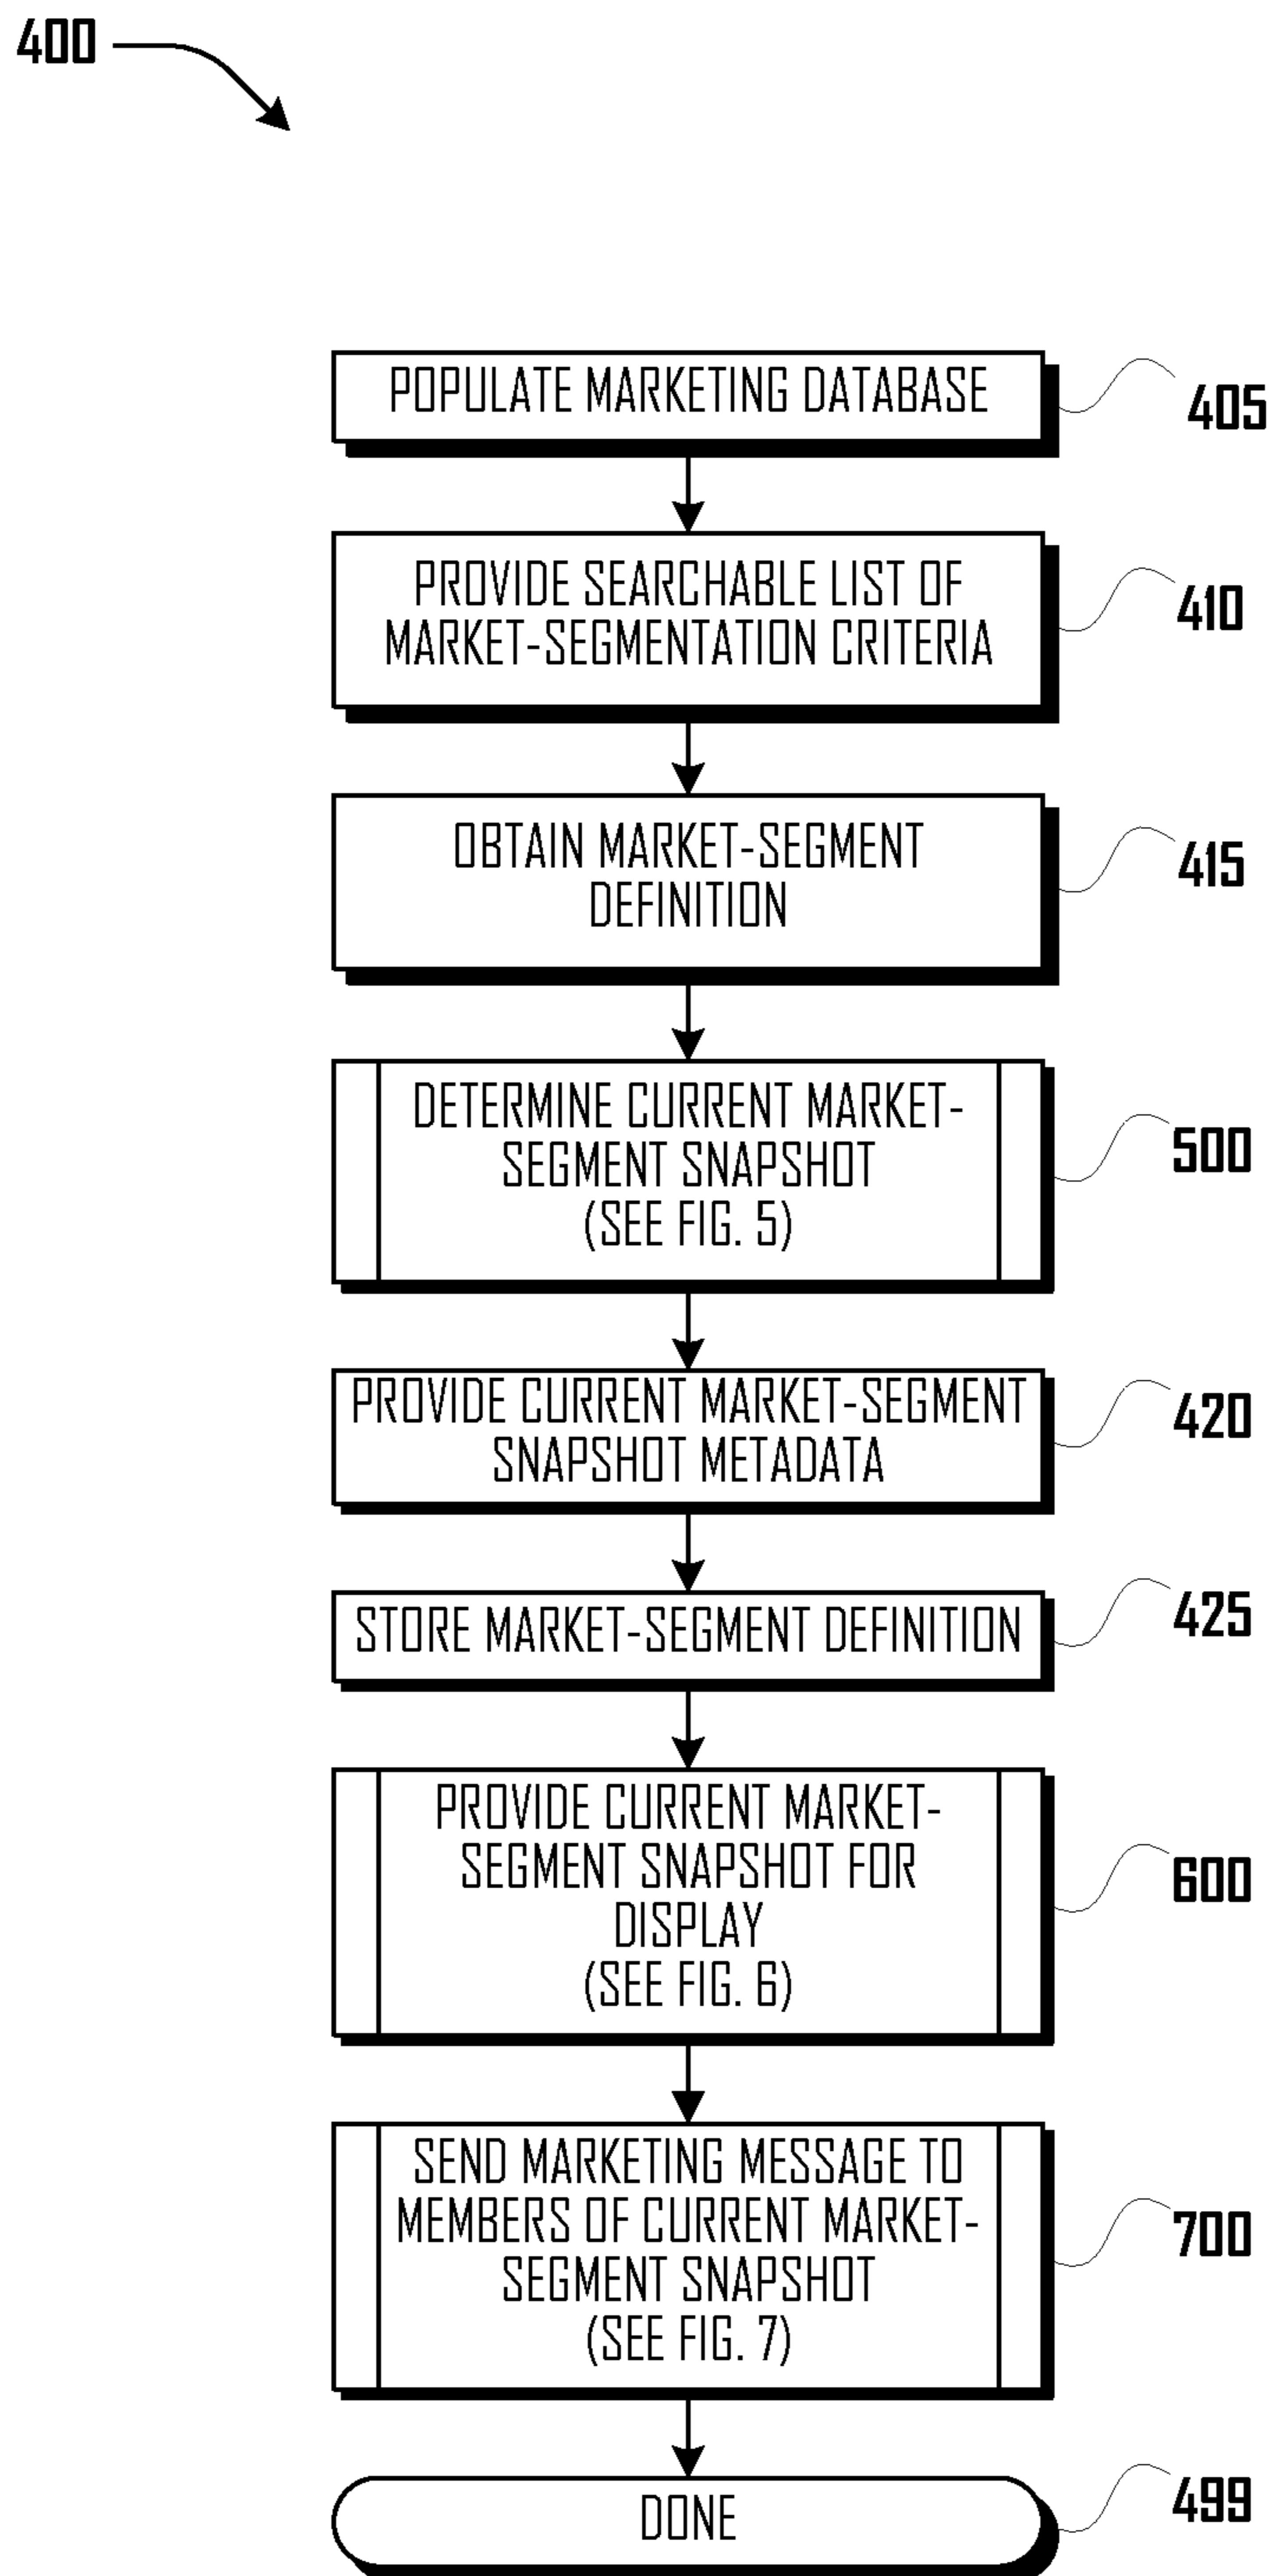 400
POPULATE MARKETING DATABASE
405
PROVIDE SEARCHABLE LIST OF
MARKET-SEGMENTATION CRITERIA
410
OBTAIN MARKET-SEGMENT
DEFINITION
415
DETERMINE CURRENT MARKET-
SEGMENT SNAPSHOT
(SEE FIG. 5)
500
PROVIDE CURRENT MARKET-SEGMENT
SNAPSHOT METADATA
420
STORE MARKET-SEGMENT DEFINITION
425
PROVIDE CURRENT MARKET-
SEGMENT SNAPSHOT FOR
DISPLAY
(SEE FIG. 6)
600
SEND MARKETING MESSAGE TO
MEMBERS OF CURRENT MARKET-
SEGMENT SNAPSHOT
(SEE FIG. 7)
700
DONE
499